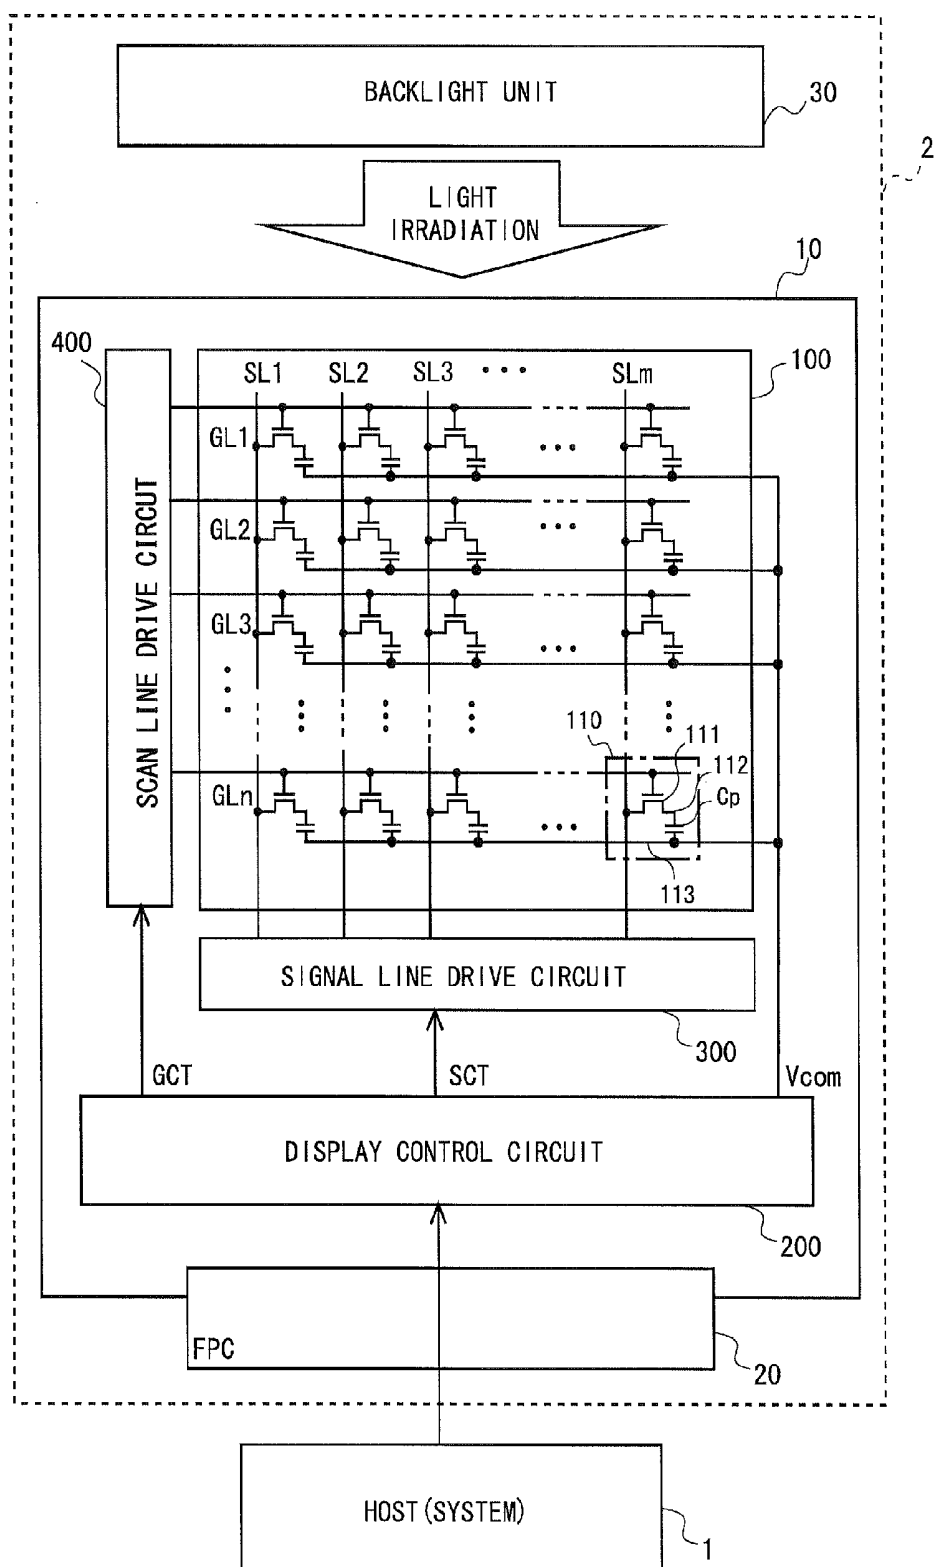 BACKLIGHT UNIT
30
2
LIGHT
IRRADIATION
10
400
100
SL1 SL2 SL3 SLm
GL1
GL2
GL3
GLn
SCAN LINE DRIVE CIRCUT
110
111
112
Cp
113
SIGNAL LINE DRIVE CIRCUIT
300
GCT SCT Vcom
DISPLAY CONTROL CIRCUIT
200
FPC
20
HOST(SYSTEM)
1